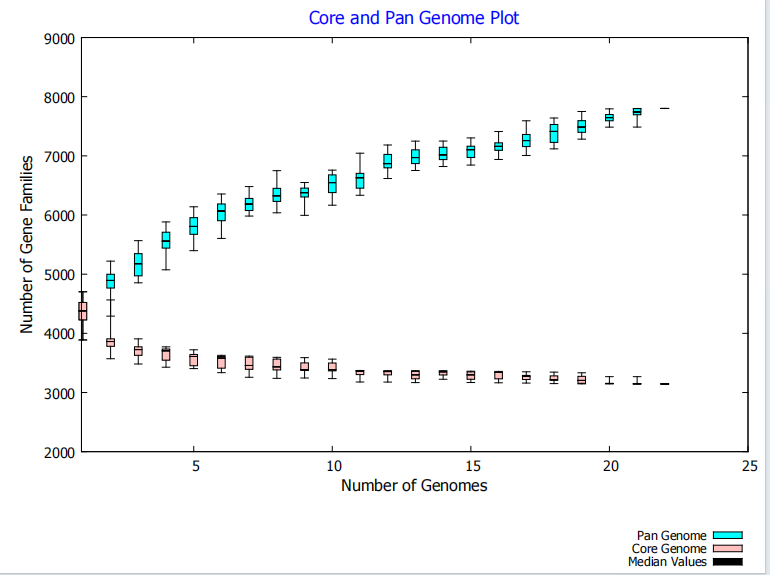 Core and Pan Genome Plot
9000
8000
7000
6000
5000
4000
3000
2000
Number of Gene Families
5
10
15
20
25
Number of Genomes
Pan Genome
Core Genome
Median Values